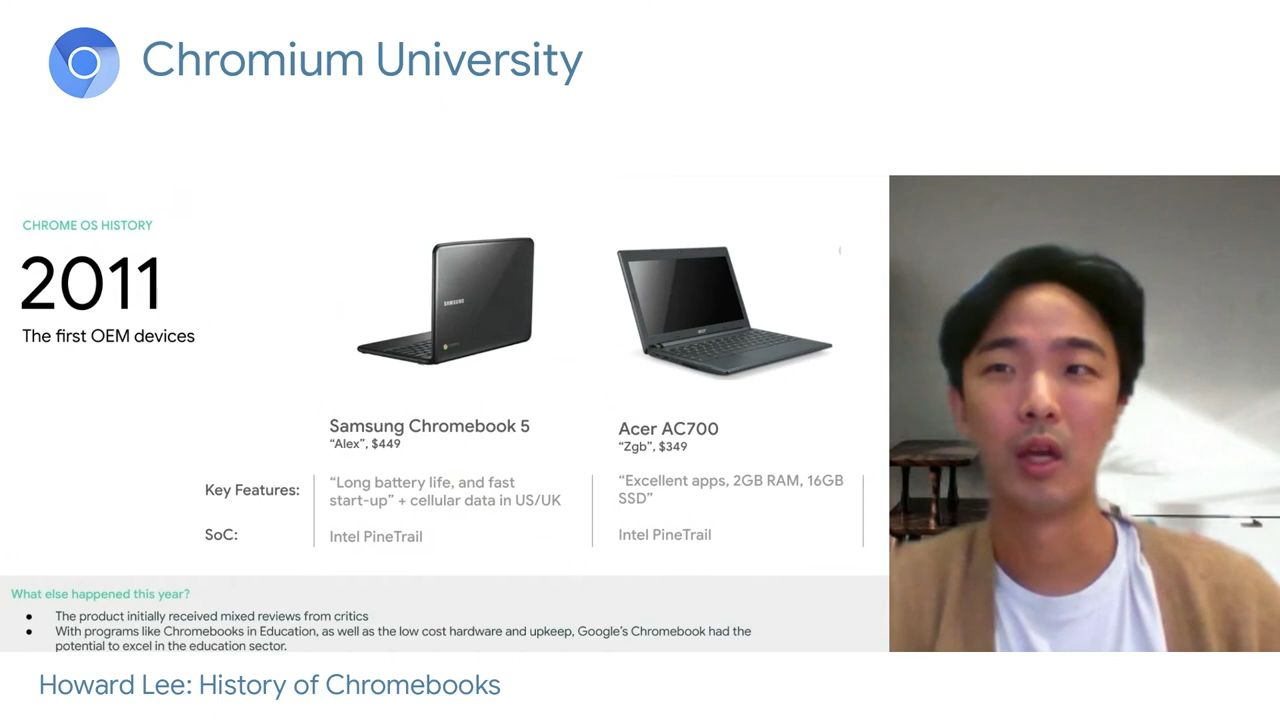 Chromium University
CHROME OS HISTORY
2011
The first OEM devices
SAMSUNG
acer
Samsung Chromebook 5
"Alex", $449
Acer AC700
"Zgb", $349
Key Features:
"Long battery life, and fast
start-up" + cellular data in US/UK
"Excellent apps, 2GB RAM, 16GB
SSD"
SoC:
Intel PineTrail
Intel PineTrail
What else happened this year?
● The product initially received mixed reviews from critics
● With programs like Chromebooks in Education, as well as the low cost hardware and upkeep, Google's Chromebook had the
potential to excel in the education sector.
Howard Lee: History of Chromebooks